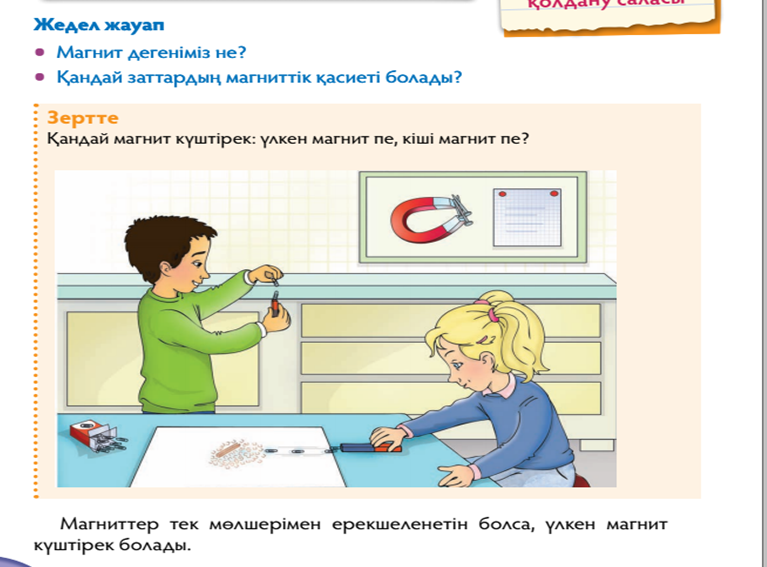 қолдану саласы
Жедел жауап
• Магнит дегеніміз не?
• Қандай заттардың магниттік қасиеті болады?
Зертте
Қандай магнит күштірек: үлкен магнит пе, кіші магнит пе?
Магниттер тек мөлшерімен ерекшеленетін болса, үлкен магнит
күштірек болады.